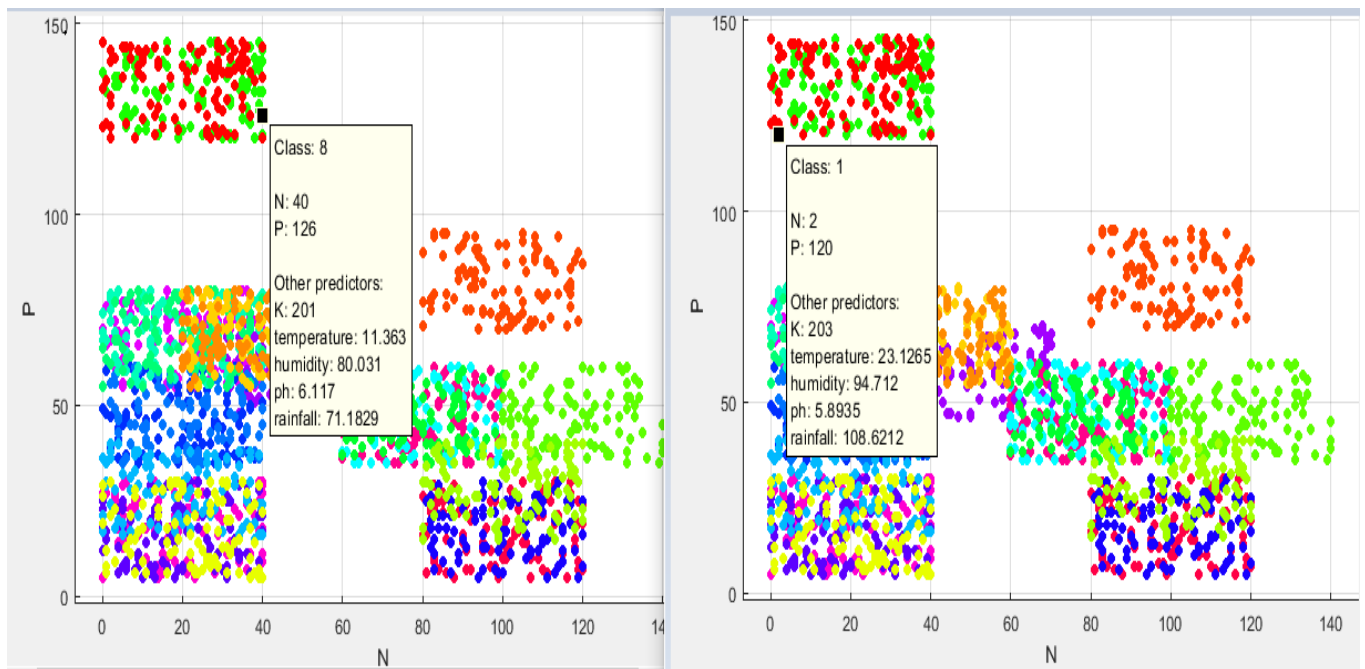 150
100
50
0
P
Class: 8
N: 40
P: 126
Other predictors:
K: 201
temperature: 11.363
humidity: 80.031
ph: 6.117
rainfall: 71.1829
0
20
40
60
80
100
120
N
150
100
50
0
P
Class: 1
N: 2
P: 120
Other predictors:
K: 203
temperature: 23.1265
humidity: 94.712
ph: 5.8935
rainfall: 108.6212
0
20
40
60
80
100
120
140
N